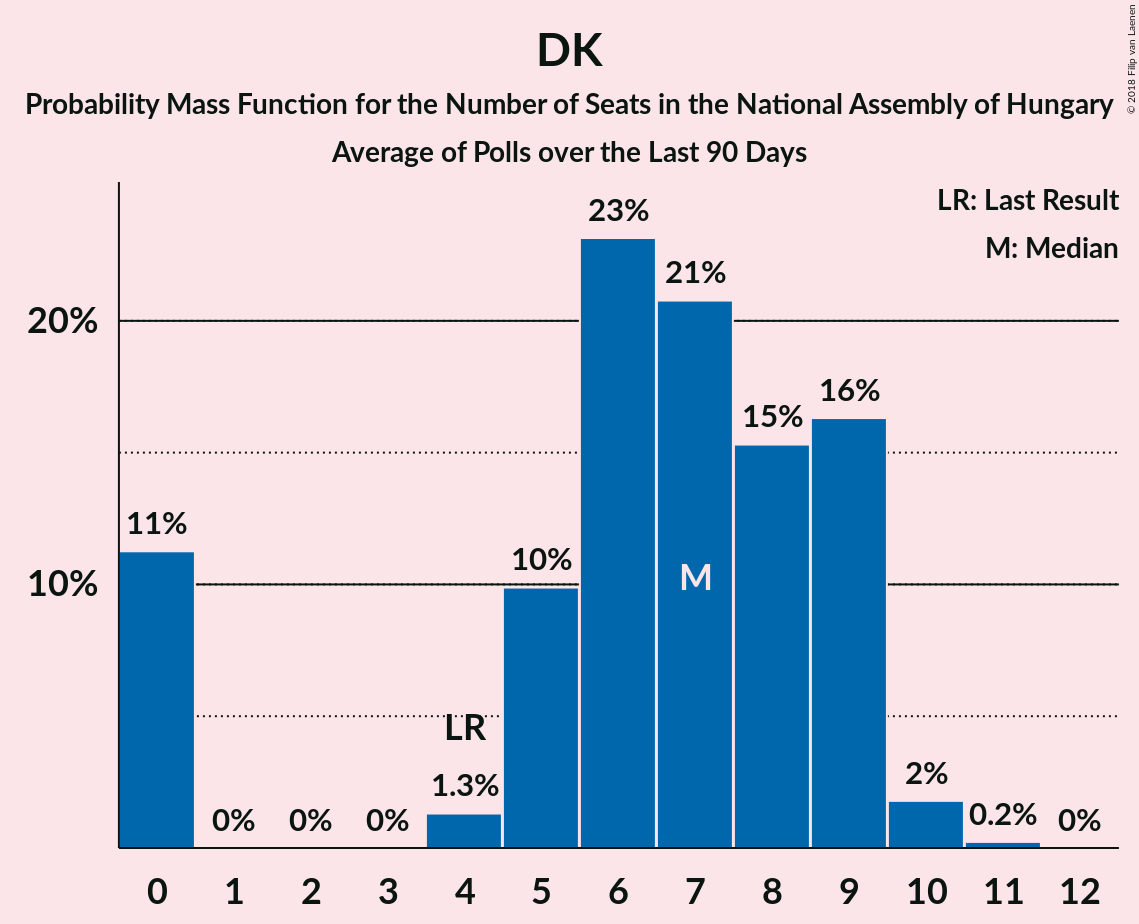 DK
Probability Mass Function for the Number of Seats in the National Assembly of Hungary
Average of Polls over the Last 90 Days
© 2018 Filip van Laenen
LR: Last Result
M: Median
23%
21%
20%
16%
15%
11%
10%
10%
M
LR
1.3%
2%
0% 0% 0% 0.2% 0%
0 1 2 3 4 5 6 7 8 9 10 11 12